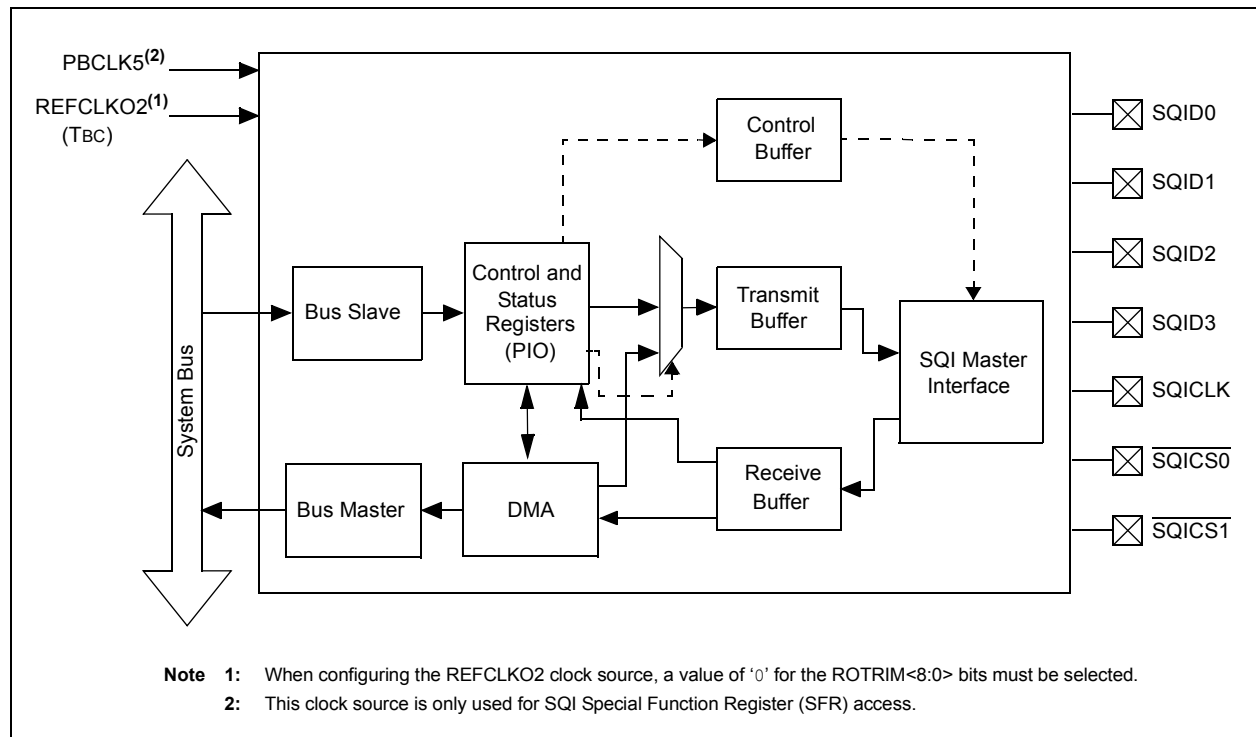 PBCLK5(2)
REFCLKO2(1)
(TBC)
System Bus
Bus Slave
Control and
Status
Registers
(PIO)
Control
Buffer
Transmit
Buffer
SQI Master
Interface
Bus Master
DMA
Receive
Buffer
SQID0
SQID1
SQID2
SQID3
SQICLK
SQICS0
SQICS1
Note 1: When configuring the REFCLKO2 clock source, a value of ‘0’ for the ROTRIM<8:0> bits must be selected.
2: This clock source is only used for SQI Special Function Register (SFR) access.